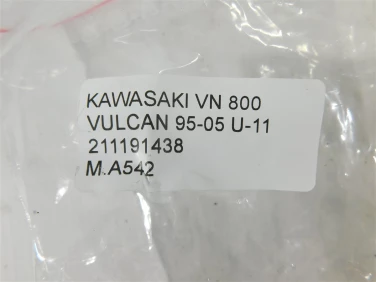 KAWASAKI VN 800
VULCAN 95-05 U-11
211191438
M.A542